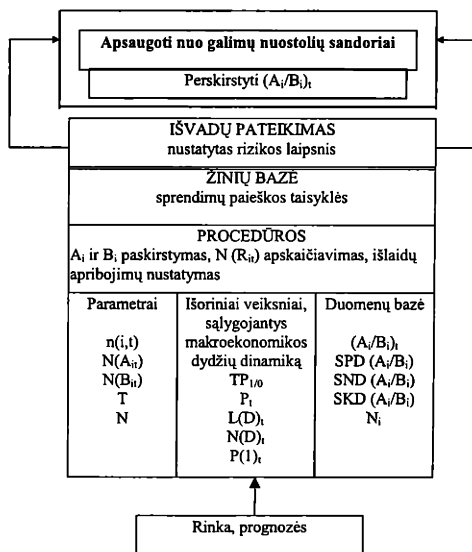 Apsaugoti nuo galimų nuostolių sandoriai
Perskirstyti (Aᵢ/Bᵢ)ₜ
IŠVADŲ PATEIKIMAS
nustatytas rizikos laipsnis
ŽINIŲ BAZĖ
sprendimų paieškos taisyklės
PROCEDŪROS
Aᵢ ir Bᵢ paskirstymas, N (Rᵢₜ) apskaičiavimas, išlaidų
apribojimų nustatymas
Parametrai
n(i,t)
N(Aᵢₜ)
N(Bᵢₜ)
T
N
Išoriniai veiksniai,
sąlygojantys
makroekonomikos
dydžių dinamiką
TP₁/₀
Pₜ
L(D)ₜ
N(D)ₜ
P(1)ₜ
Duomenų bazė
(Aᵢ/Bᵢ)ₜ
SPD (Aᵢ/Bᵢ)
SND (Aᵢ/Bᵢ)
SKD (Aᵢ/Bᵢ)
Nᵢ
Rinka, prognozės